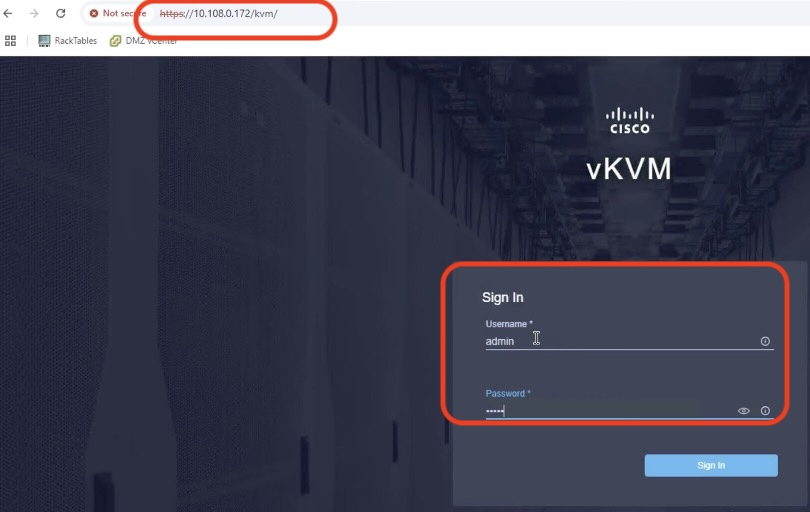 Not secure https://10.108.0.172/kvm/
RackTables DMZ vCenter
CISCO
vKVM
Sign In
Username *
admin
Password *
•••••
Sign In